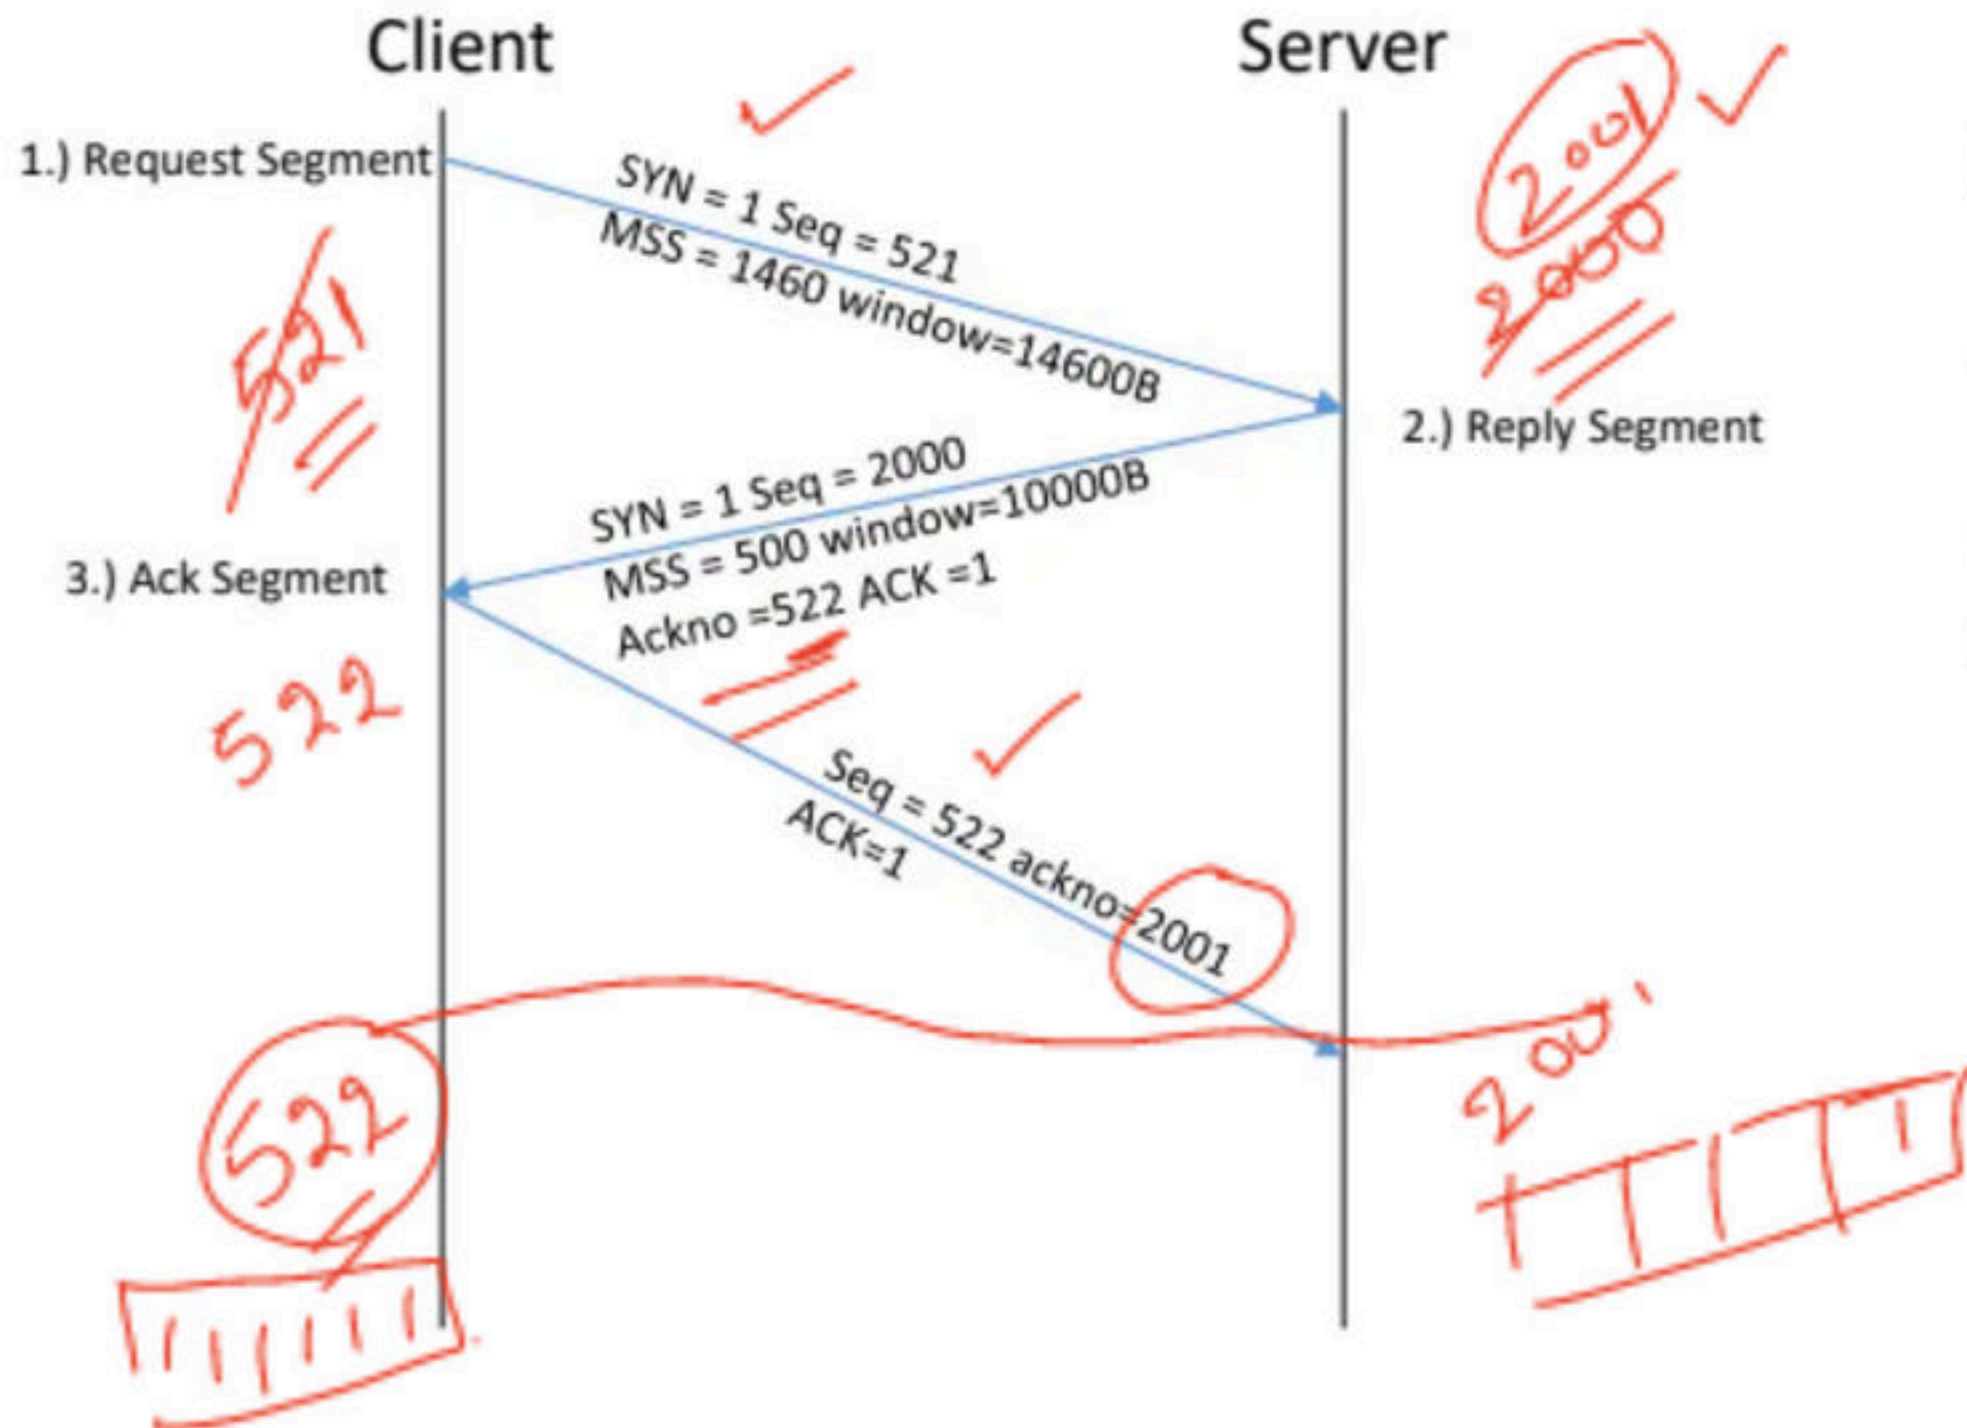 Client
Server
2001
2000
1.) Request Segment
SYN = 1 Seq = 521
MSS = 1460 window=14600B
521
2.) Reply Segment
SYN = 1 Seq = 2000
MSS = 500 window=10000B
Ackno =522 ACK =1
3.) Ack Segment
522
Seq = 522 ackno=2001
ACK=1
522
2001